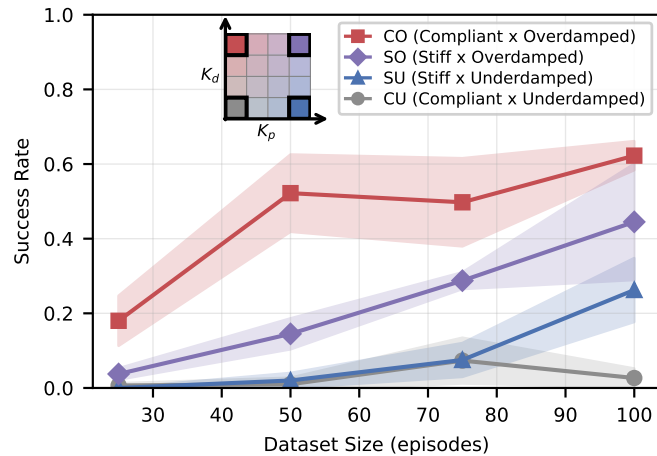 1.0
0.8
0.6
0.4
0.2
0.0
Success Rate
K_d
K_p
CO (Compliant x Overdamped)
SO (Stiff x Overdamped)
SU (Stiff x Underdamped)
CU (Compliant x Underdamped)
30 40 50 60 70 80 90 100
Dataset Size (episodes)